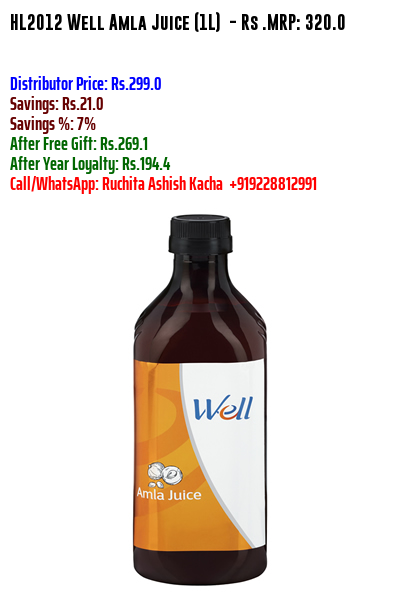 HL2012 Well Amla Juice (1L) - Rs .MRP: 320.0
Distributor Price: Rs.299.0
Savings: Rs.21.0
Savings %: 7%
After Free Gift: Rs.269.1
After Year Loyalty: Rs.194.4
Call/WhatsApp: Ruchita Ashish Kacha +919228812991
Well
Amla Juice